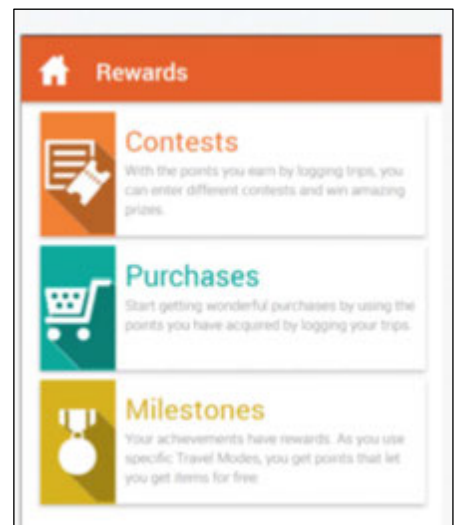 Rewards
Contests
With the points you earn by logging trips, you
can enter different contests and win amazing
prizes.
Purchases
Start getting wonderful purchases by using the
points you have acquired by logging your trips.
Milestones
Your achievements have rewards. As you use
specific Travel Modes, you get points that let
you get items for free.